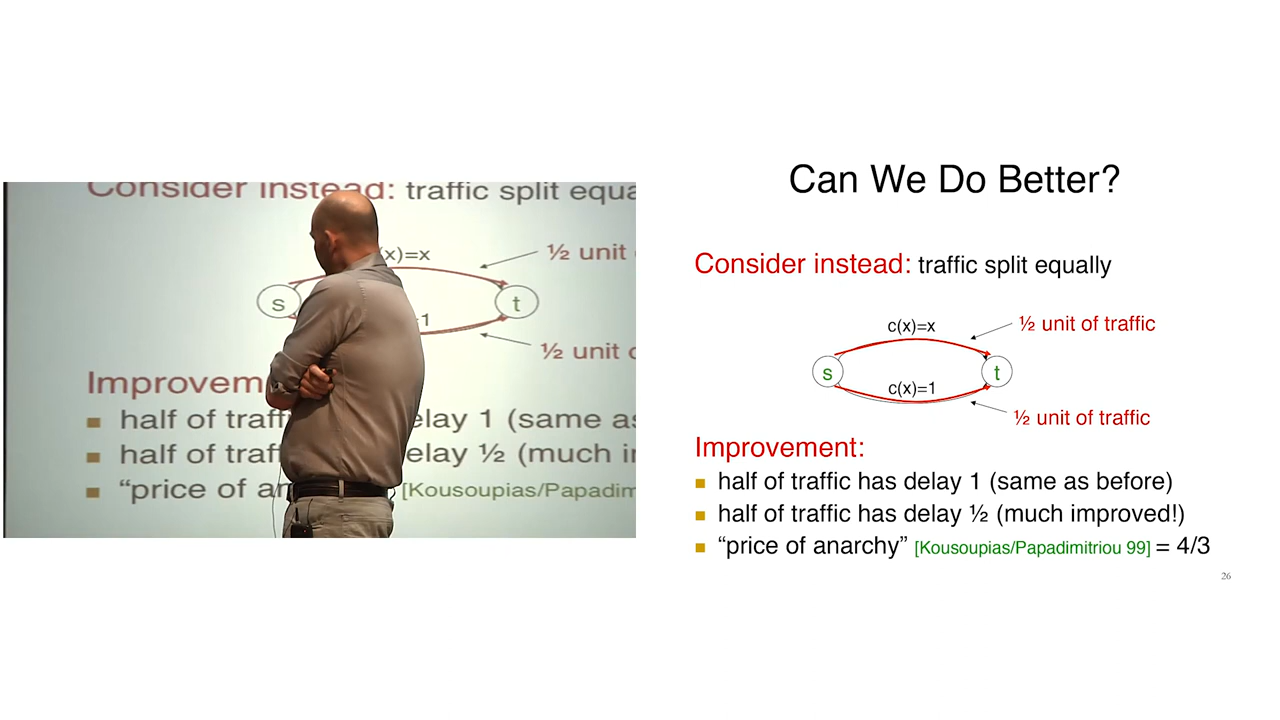 Consider instead: traffic split equa
(x)=x
½ unit
s
t
1
½ unit
Improvem
half of traff elay 1 (same as
half of traf elay ½ (much i
“price of an [Kousoupias/Papadim
Can We Do Better?
Consider instead: traffic split equally
c(x)=x
½ unit of traffic
s
t
c(x)=1
½ unit of traffic
Improvement:
half of traffic has delay 1 (same as before)
half of traffic has delay ½ (much improved!)
“price of anarchy” [Kousoupias/Papadimitriou 99] = 4/3
26